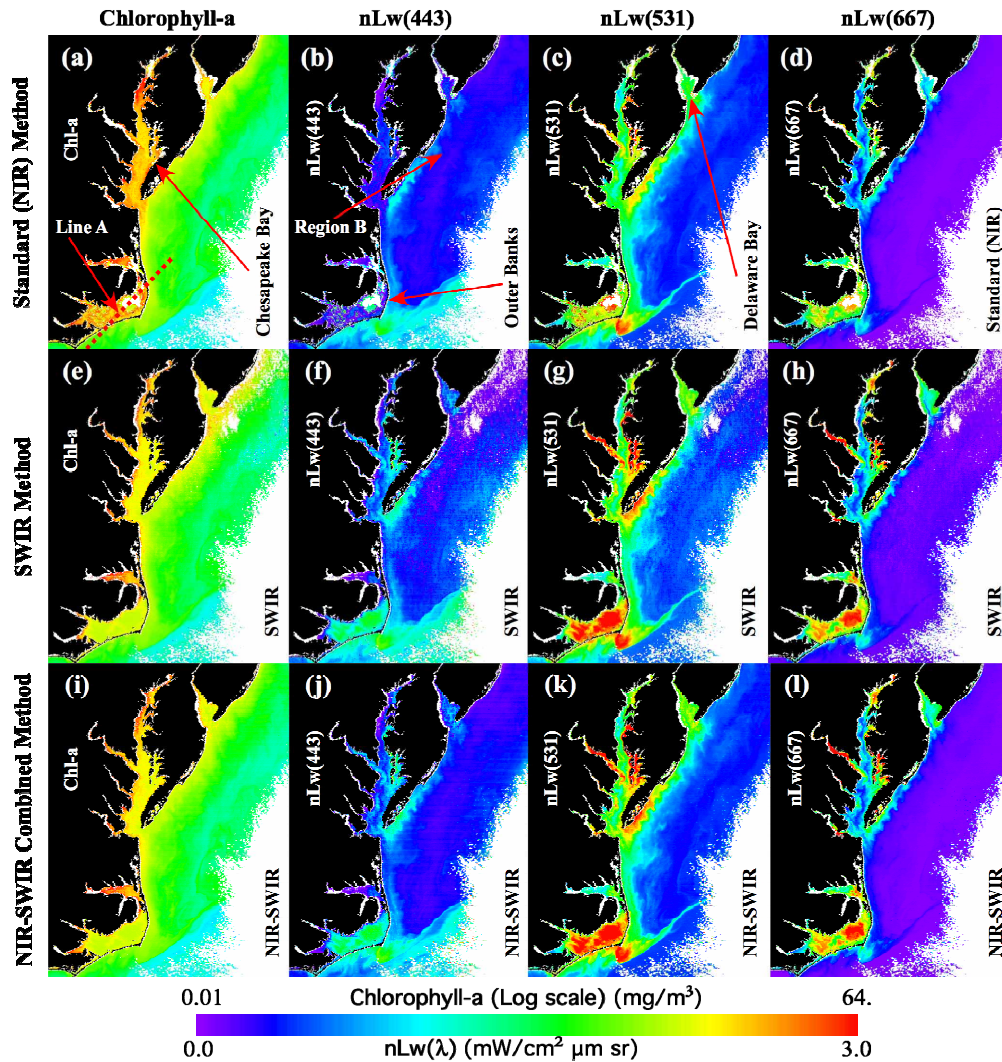 Chlorophyll-a nLw(443) nLw(531) nLw(667)
Standard (NIR) Method
(a) Chl-a Line A Chesapeake Bay
(b) nLw(443) Region B Outer Banks
(c) nLw(531) Delaware Bay
(d) nLw(667) Standard (NIR)
SWIR Method
(e) Chl-a SWIR
(f) nLw(443) SWIR
(g) nLw(531) SWIR
(h) nLw(667) SWIR
NIR-SWIR Combined Method
(i) Chl-a NIR-SWIR
(j) nLw(443) NIR-SWIR
(k) nLw(531) NIR-SWIR
(l) nLw(667) NIR-SWIR
0.01 Chlorophyll-a (Log scale) (mg/m³) 64.
0.0 nLw(λ) (mW/cm² μm sr) 3.0